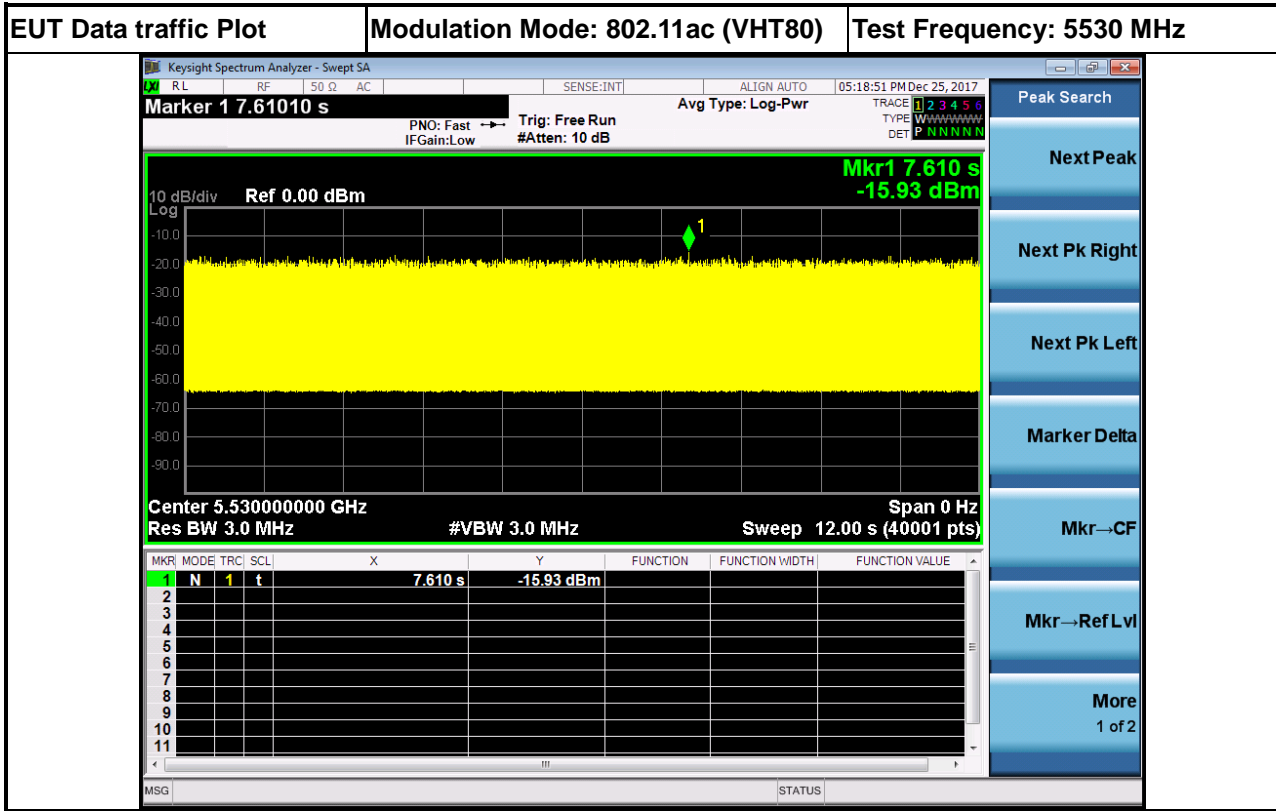 EUT Data traffic Plot Modulation Mode: 802.11ac (VHT80) Test Frequency: 5530 MHz
Keysight Spectrum Analyzer - Swept SA
LXI RL RF 50 Ω AC SENSE:INT ALIGN AUTO 05:18:51 PM Dec 25, 2017
Marker 1 7.61010 s
PNO: Fast
IFGain:Low
Trig: Free Run
#Atten: 10 dB
Avg Type: Log-Pwr
TRACE 1 2 3 4 5 6
TYPE WWWWWW
DET P N N N N N
Peak Search
Next Peak
Next Pk Right
Next Pk Left
Marker Delta
Mkr→CF
Mkr→Ref Lvl
More
1 of 2
Mkr1 7.610 s
-15.93 dBm
10 dB/div Ref 0.00 dBm
Log
1
-10.0
-20.0
-30.0
-40.0
-50.0
-60.0
-70.0
-80.0
-90.0
Center 5.530000000 GHz Span 0 Hz
Res BW 3.0 MHz #VBW 3.0 MHz Sweep 12.00 s (40001 pts)
MKR MODE TRC SCL X Y FUNCTION FUNCTION WIDTH FUNCTION VALUE
1 N 1 t 7.610 s -15.93 dBm
2
3
4
5
6
7
8
9
10
11
MSG STATUS